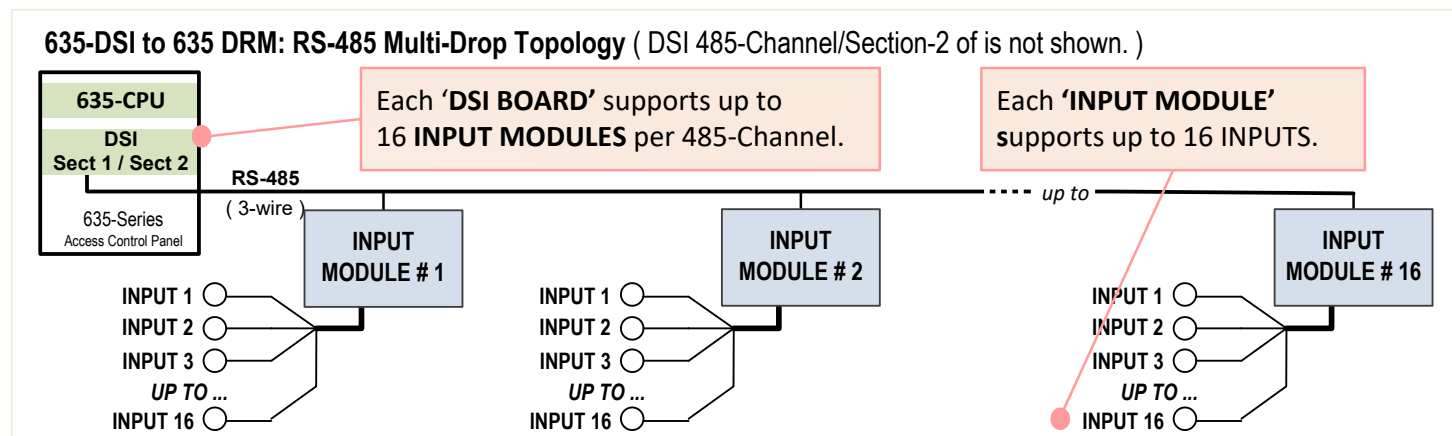 635-DSI to 635 DRM: RS-485 Multi-Drop Topology ( DSI 485-Channel/Section-2 of is not shown. )
635-CPU
DSI
Sect 1 / Sect 2
635-Series
Access Control Panel
Each ‘DSI BOARD’ supports up to
16 INPUT MODULES per 485-Channel.
Each ‘INPUT MODULE’
supports up to 16 INPUTS.
RS-485
( 3-wire )
up to
INPUT
MODULE # 1
INPUT 1
INPUT 2
INPUT 3
UP TO ...
INPUT 16
INPUT
MODULE # 2
INPUT 1
INPUT 2
INPUT 3
UP TO ...
INPUT 16
INPUT
MODULE # 16
INPUT 1
INPUT 2
INPUT 3
UP TO ...
INPUT 16